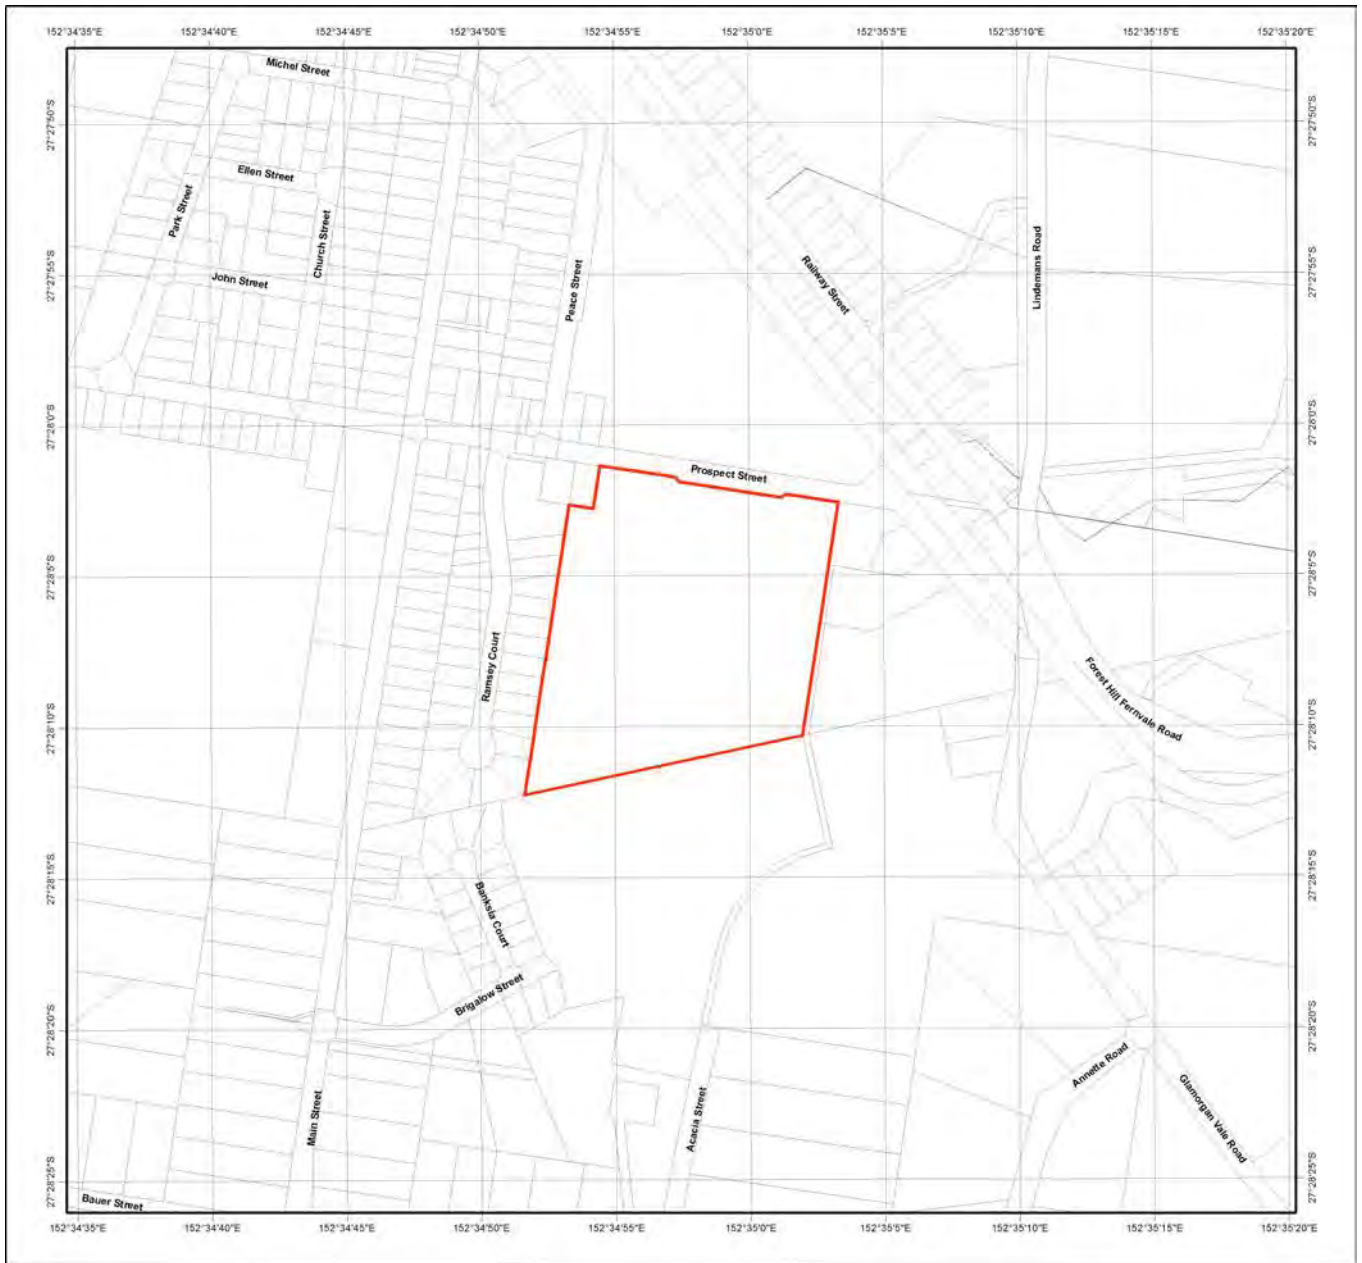 152°34'35"E 152°34'40"E 152°34'45"E 152°34'50"E 152°34'55"E 152°35'0"E 152°35'5"E 152°35'10"E 152°35'15"E 152°35'20"E
Michel Street
27°27'50"S
27°27'50"S
Ellen Street
Park Street
Church Street
Lindemans Road
27°27'55"S
27°27'55"S
John Street
Peace Street
Railway Street
27°28'0"S
27°28'0"S
Prospect Street
27°28'5"S
27°28'5"S
Ramsey Court
Forest Hill Fernvale Road
27°28'10"S
27°28'10"S
27°28'15"S
27°28'15"S
Banksia Court
Brigalow Street
27°28'20"S
27°28'20"S
Annette Road
Main Street
Acacia Street
Glamorgan Vale Road
27°28'25"S
27°28'25"S
Bauer Street
152°34'35"E 152°34'40"E 152°34'45"E 152°34'50"E 152°34'55"E 152°35'0"E 152°35'5"E 152°35'10"E 152°35'15"E 152°35'20"E